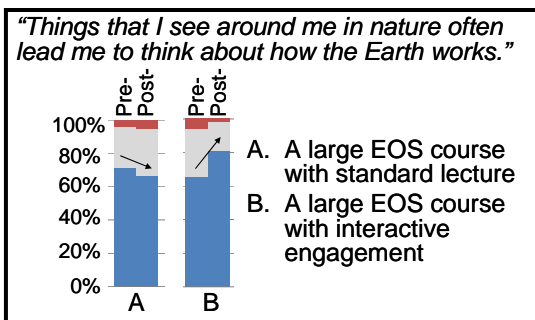 “Things that I see around me in nature often
lead me to think about how the Earth works.”
Pre-
Post-
Pre-
Post-
100%
80%
60%
40%
20%
0%
A
B
A. A large EOS course
with standard lecture
B. A large EOS course
with interactive
engagement